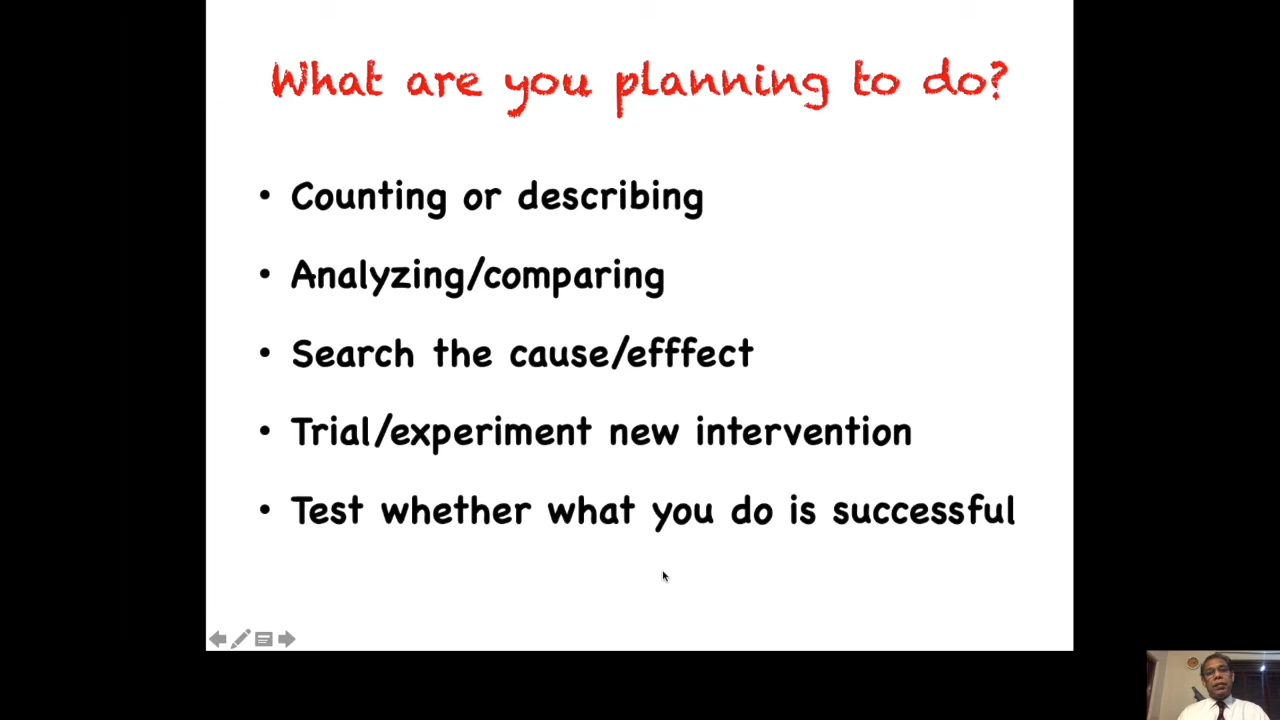 What are you planning to do?
• Counting or describing
• Analyzing/comparing
• Search the cause/efffect
• Trial/experiment new intervention
• Test whether what you do is successful